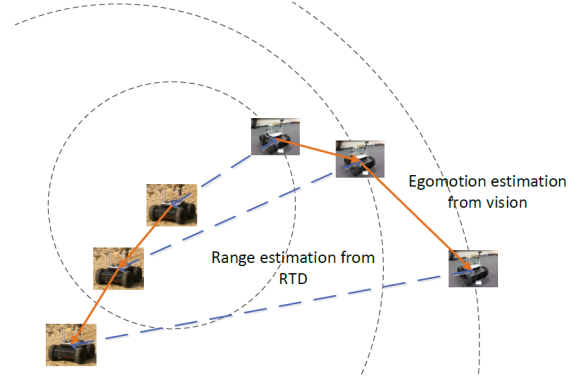 Egomotion estimation
from vision
Range estimation from
RTD